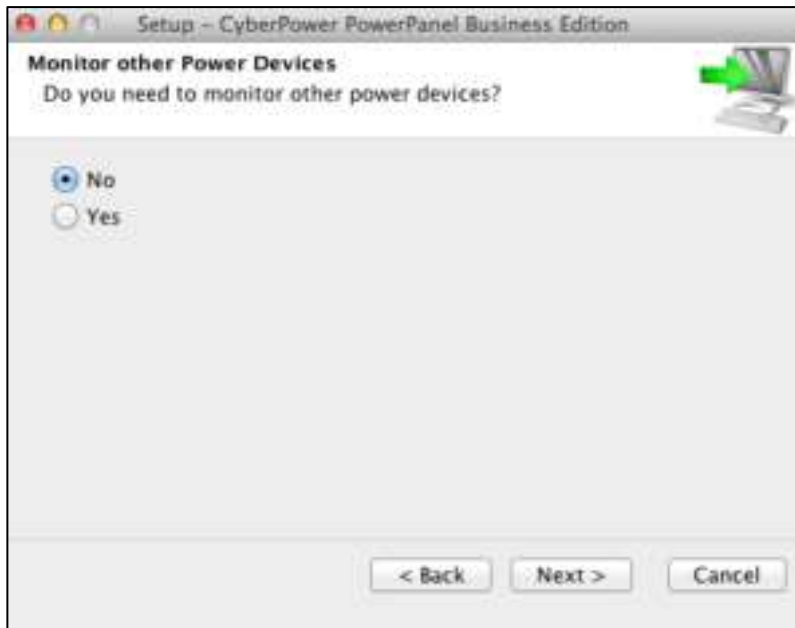 Setup – CyberPower PowerPanel Business Edition
Monitor other Power Devices
Do you need to monitor other power devices?
No
Yes
< Back Next > Cancel